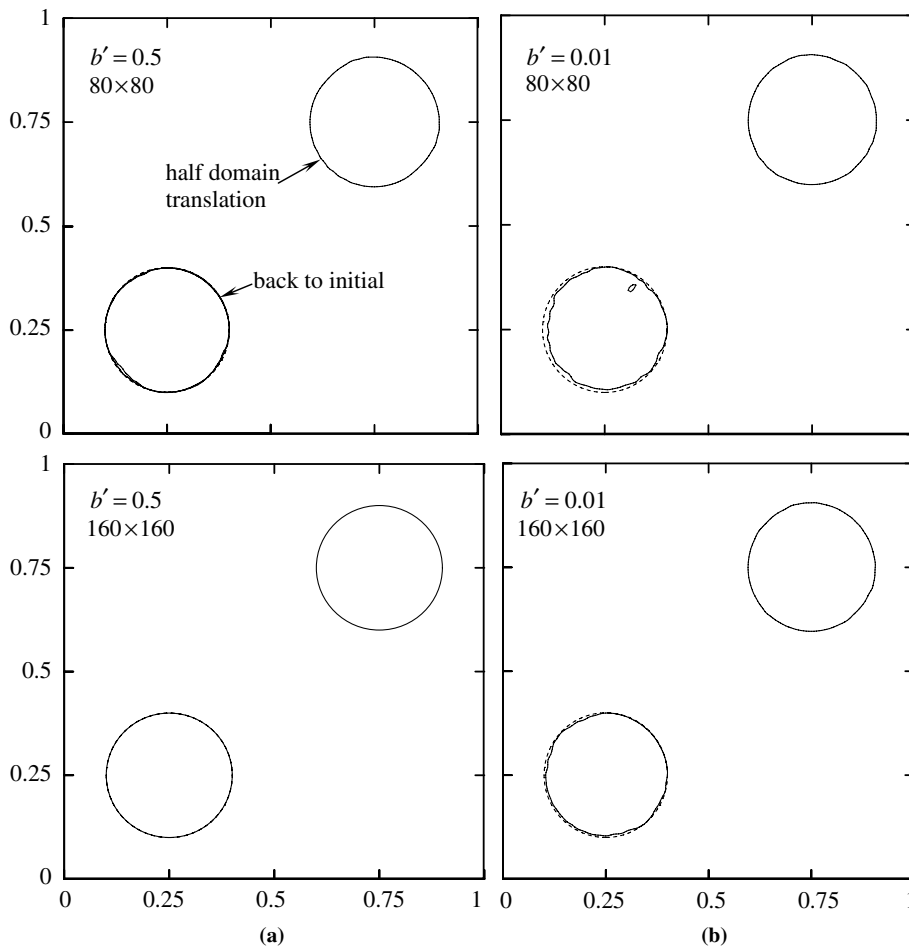 1
b′ = 0.5
80×80
b′ = 0.01
80×80
0.75
half domain
translation
0.5
back to initial
0.25
0
1
b′ = 0.5
160×160
b′ = 0.01
160×160
0.75
0.5
0.25
0
0 0.25 0.5 0.75 1
0 0.25 0.5 0.75 1
(a) (b)